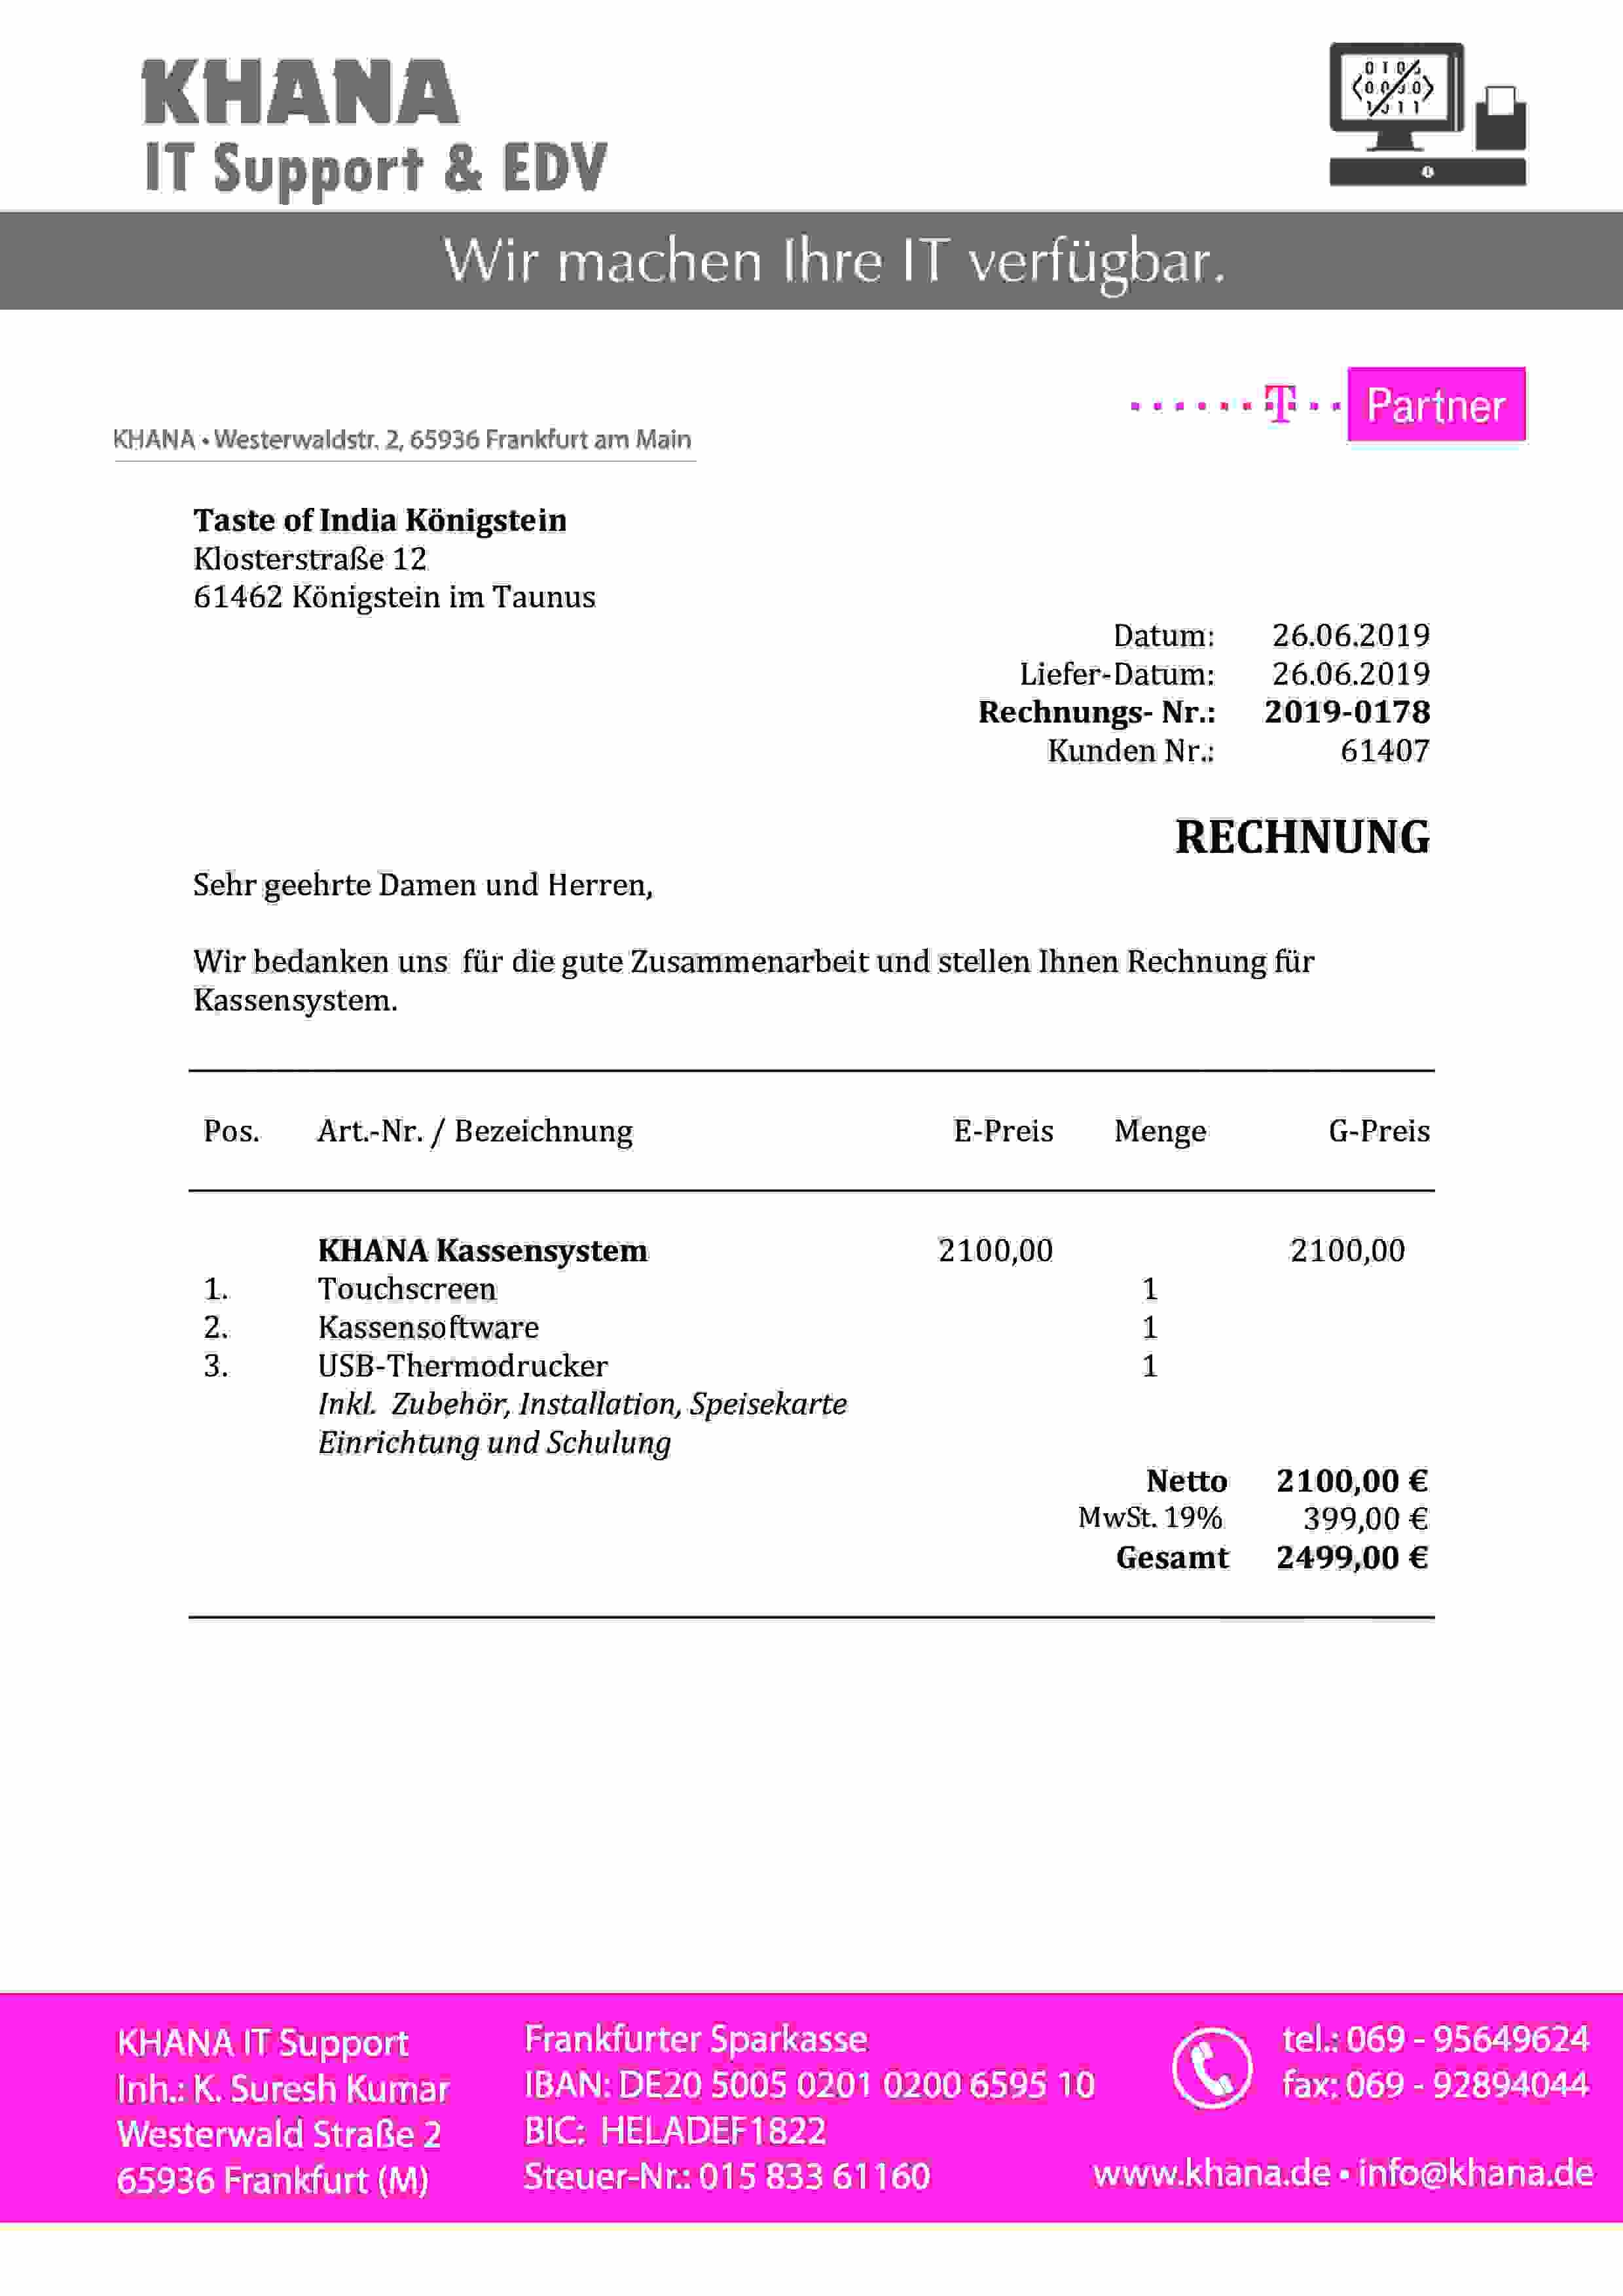 KHANA
IT Support & EDV
Wir machen Ihre IT verfügbar.
T Partner
KHANA • Westerwaldstr. 2, 65936 Frankfurt am Main
Taste of India Königstein
Klosterstraße 12
61462 Königstein im Taunus
Datum: 26.06.2019
Liefer-Datum: 26.06.2019
Rechnungs- Nr.: 2019-0178
Kunden Nr.: 61407
RECHNUNG
Sehr geehrte Damen und Herren,
Wir bedanken uns für die gute Zusammenarbeit und stellen Ihnen Rechnung für
Kassensystem.
Pos. Art.-Nr. / Bezeichnung E-Preis Menge G-Preis
KHANA Kassensystem 2100,00 2100,00
1. Touchscreen 1
2. Kassensoftware 1
3. USB-Thermodrucker 1
Inkl. Zubehör, Installation, Speisekarte
Einrichtung und Schulung
Netto 2100,00 €
MwSt. 19% 399,00 €
Gesamt 2499,00 €
KHANA IT Support
Inh.: K. Suresh Kumar
Westerwald Straße 2
65936 Frankfurt (M)
Frankfurter Sparkasse
IBAN: DE20 5005 0201 0200 6595 10
BIC: HELADEF1822
Steuer-Nr.: 015 833 61160
tel.: 069 - 95649624
fax: 069 - 92894044
www.khana.de • info@khana.de